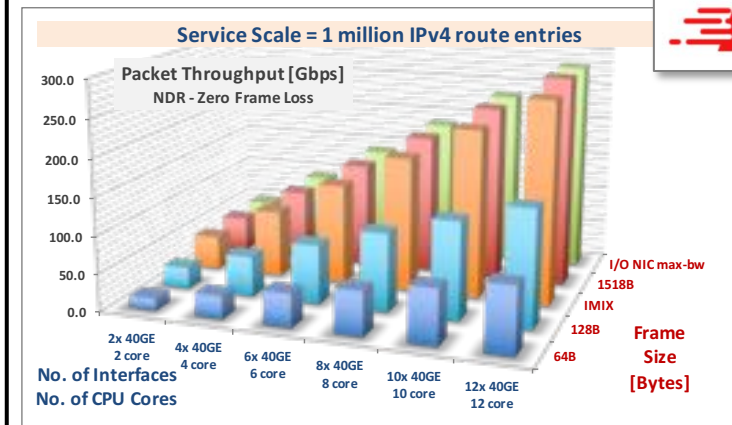 Service Scale = 1 million IPv4 route entries
Packet Throughput [Gbps]
NDR - Zero Frame Loss
300.0
250.0
200.0
150.0
100.0
50.0
0.0
2x 40GE
2 core
4x 40GE
4 core
6x 40GE
6 core
8x 40GE
8 core
10x 40GE
10 core
12x 40GE
12 core
No. of Interfaces
No. of CPU Cores
I/O NIC max-bw
1518B
IMIX
128B
64B
Frame
Size
[Bytes]